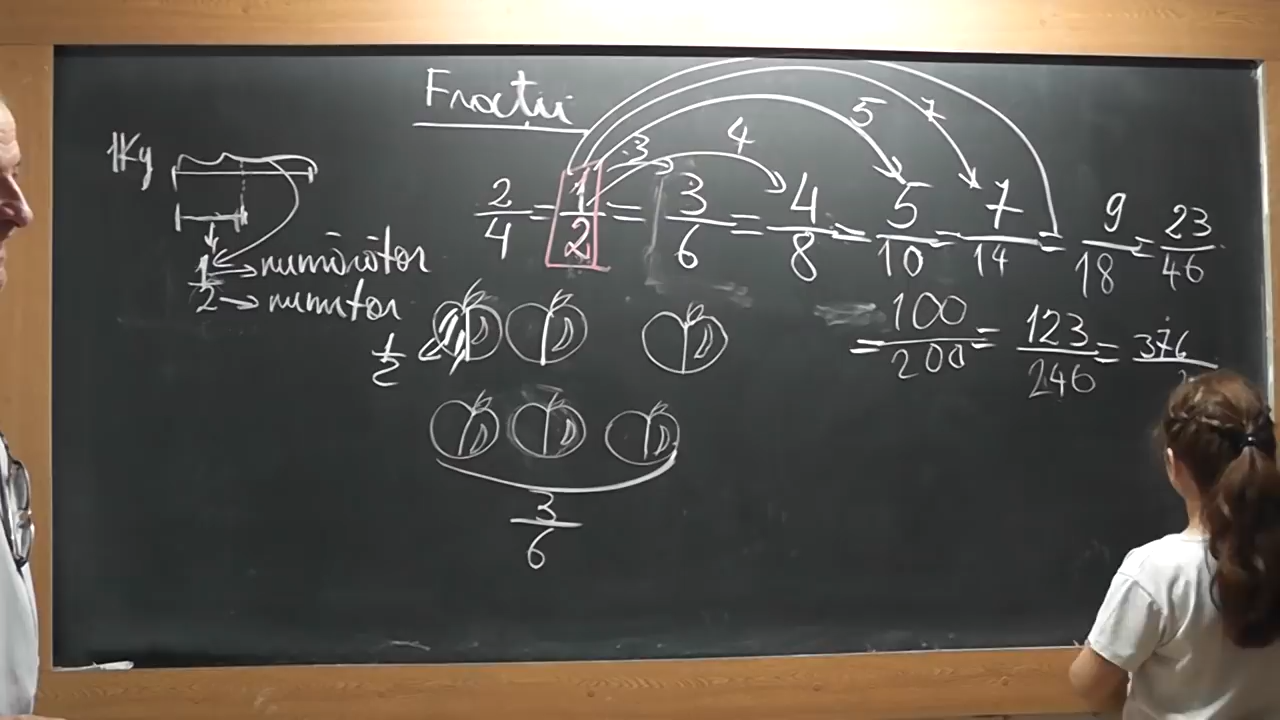 Fracții
1Kg
3 4 5 7
2/4 = 1/2 = 3/6 = 4/8 = 5/10 = 7/14 = 9/18 = 23/46
= 100/200 = 123/246 = 376/
1 → numărător
2 → numitor
1/2
3/6